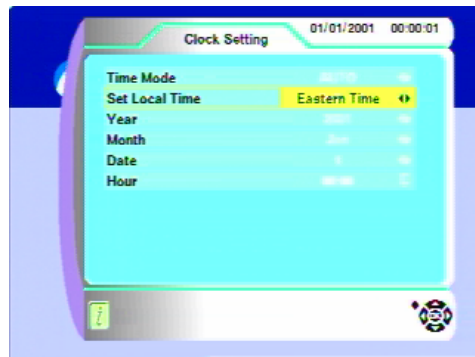 Clock Setting
01/01/2001 00:00:01
Time Mode
Set Local Time Eastern Time
Year
Month
Date
Hour
i